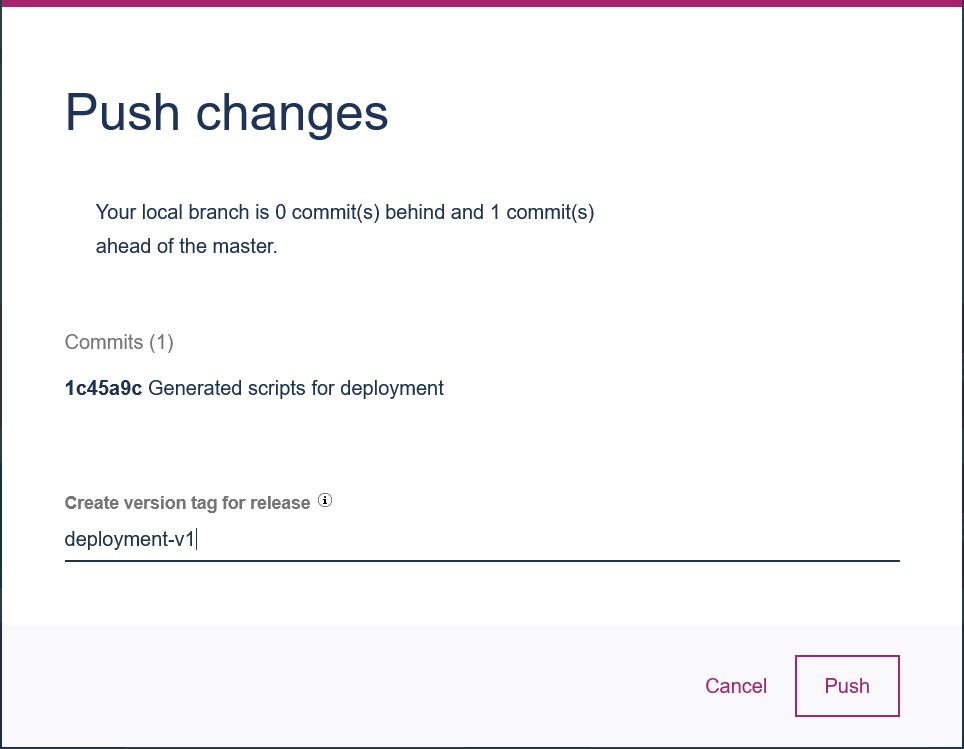 Push changes
Your local branch is 0 commit(s) behind and 1 commit(s)
ahead of the master.
Commits (1)
1c45a9c Generated scripts for deployment
Create version tag for release
deployment-v1
Cancel Push